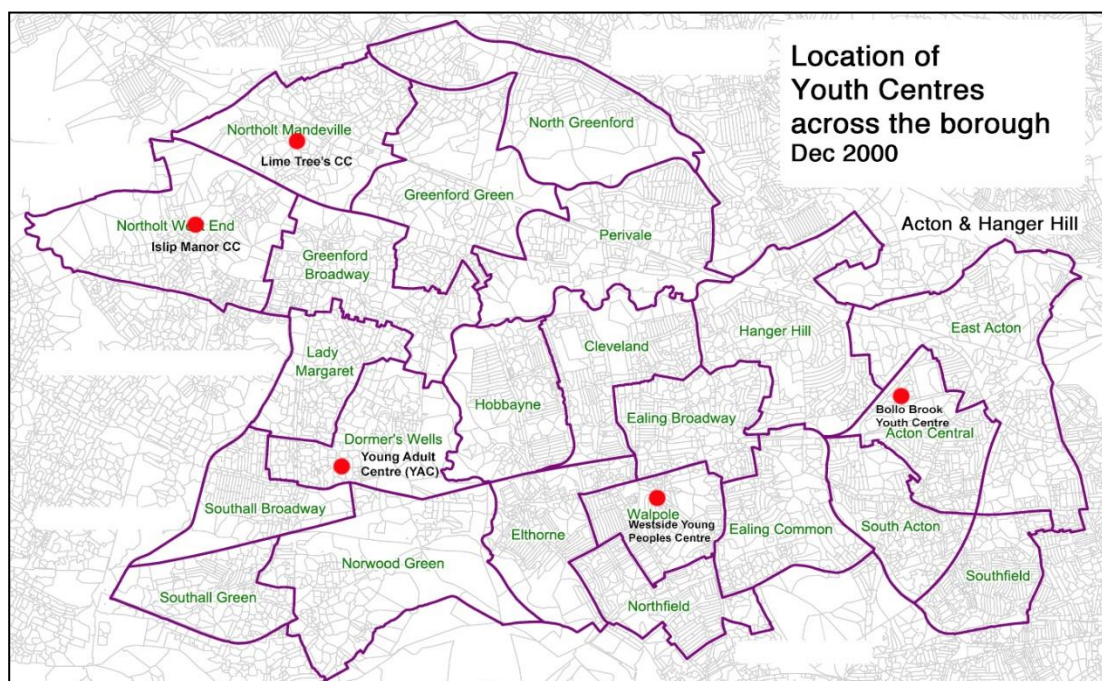 Location of
Youth Centres
across the borough
Dec 2000
Acton & Hanger Hill
Northolt Mandeville
Lime Tree's CC
North Greenford
Greenford Green
Northolt West End
Islip Manor CC
Greenford
Broadway
Perivale
Lady
Margaret
Hobbayne
Cleveland
Hanger Hill
East Acton
Ealing Broadway
Bollo Brook
Youth Centre
Acton Central
Dormer's Wells
Young Adult
Centre (YAC)
Southall Broadway
Elthorne
Walpole
Westside Young
Peoples Centre
Ealing Common
South Acton
Norwood Green
Southall Green
Northfield
Southfield